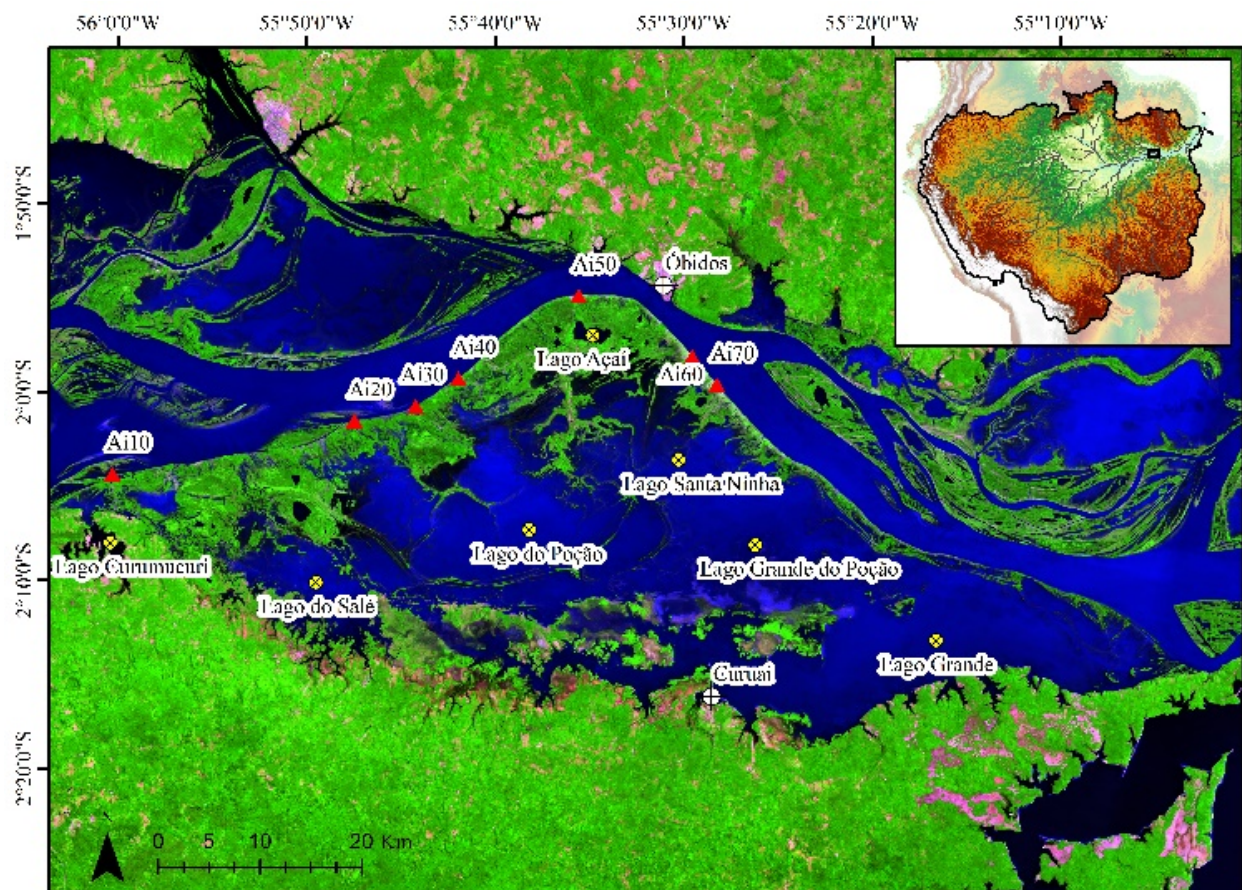 56°0'0"W
55°50'0"W
55°40'0"W
55°30'0"W
55°20'0"W
55°10'0"W
1°50'0"S
2°0'0"S
2°10'0"S
2°20'0"S
Ai50
Óbidos
Ai40
Lago Açaí
Ai70
Ai30
Ai60
Ai20
Ai10
Lago Santa Ninha
Lago Curumucuri
Lago do Poção
Lago Grande do Poção
Lago do Salé
Lago Grande
Curuai
0 5 10 20 Km